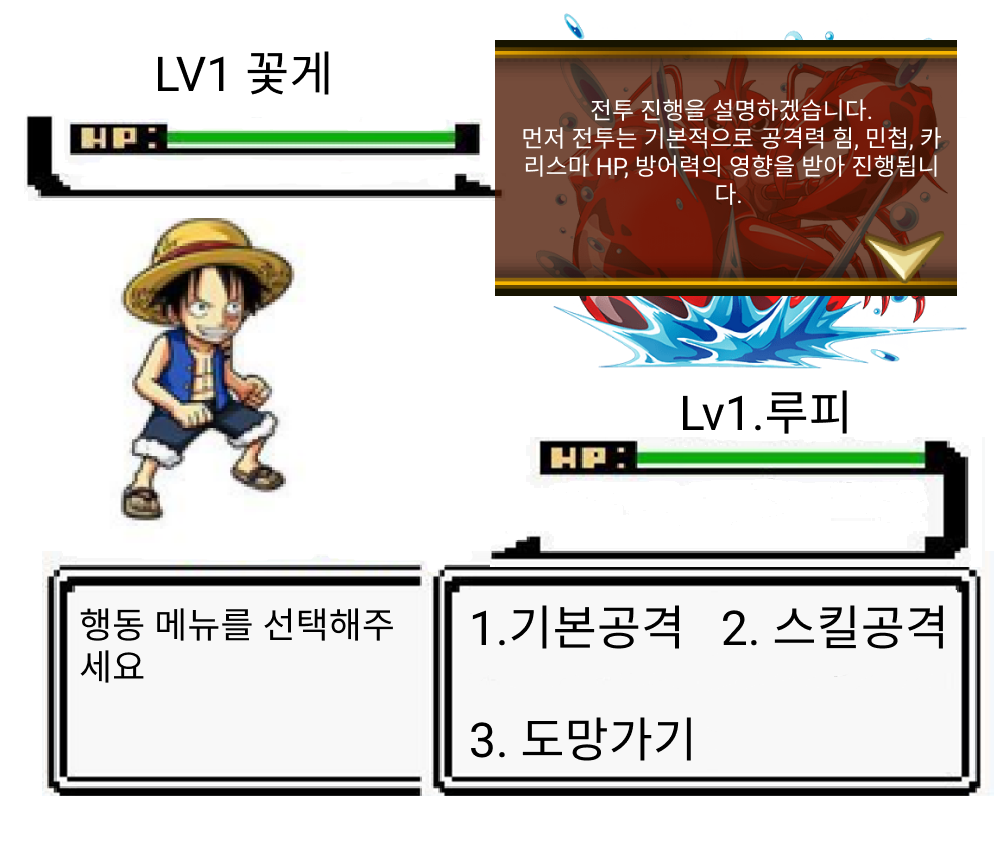 LV1 꽃게
HP:
전투 진행을 설명하겠습니다.
먼저 전투는 기본적으로 공격력 힘, 민첩, 카
리스마 HP, 방어력의 영향을 받아 진행됩니
다.
Lv1.루피
HP:
행동 메뉴를 선택해주
세요
1.기본공격 2. 스킬공격
3. 도망가기